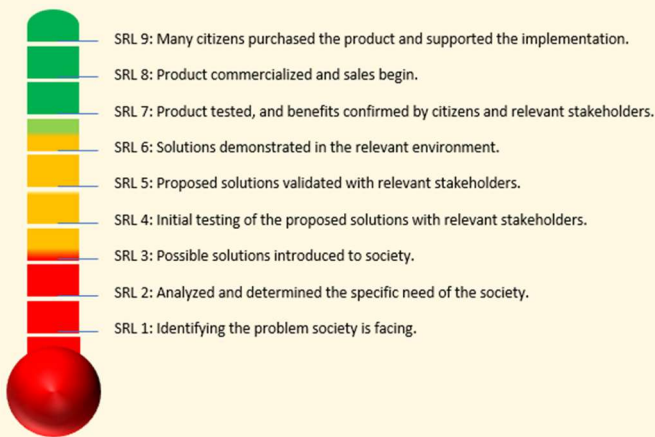 SRL 9: Many citizens purchased the product and supported the implementation.
SRL 8: Product commercialized and sales begin.
SRL 7: Product tested, and benefits confirmed by citizens and relevant stakeholders.
SRL 6: Solutions demonstrated in the relevant environment.
SRL 5: Proposed solutions validated with relevant stakeholders.
SRL 4: Initial testing of the proposed solutions with relevant stakeholders.
SRL 3: Possible solutions introduced to society.
SRL 2: Analyzed and determined the specific need of the society.
SRL 1: Identifying the problem society is facing.